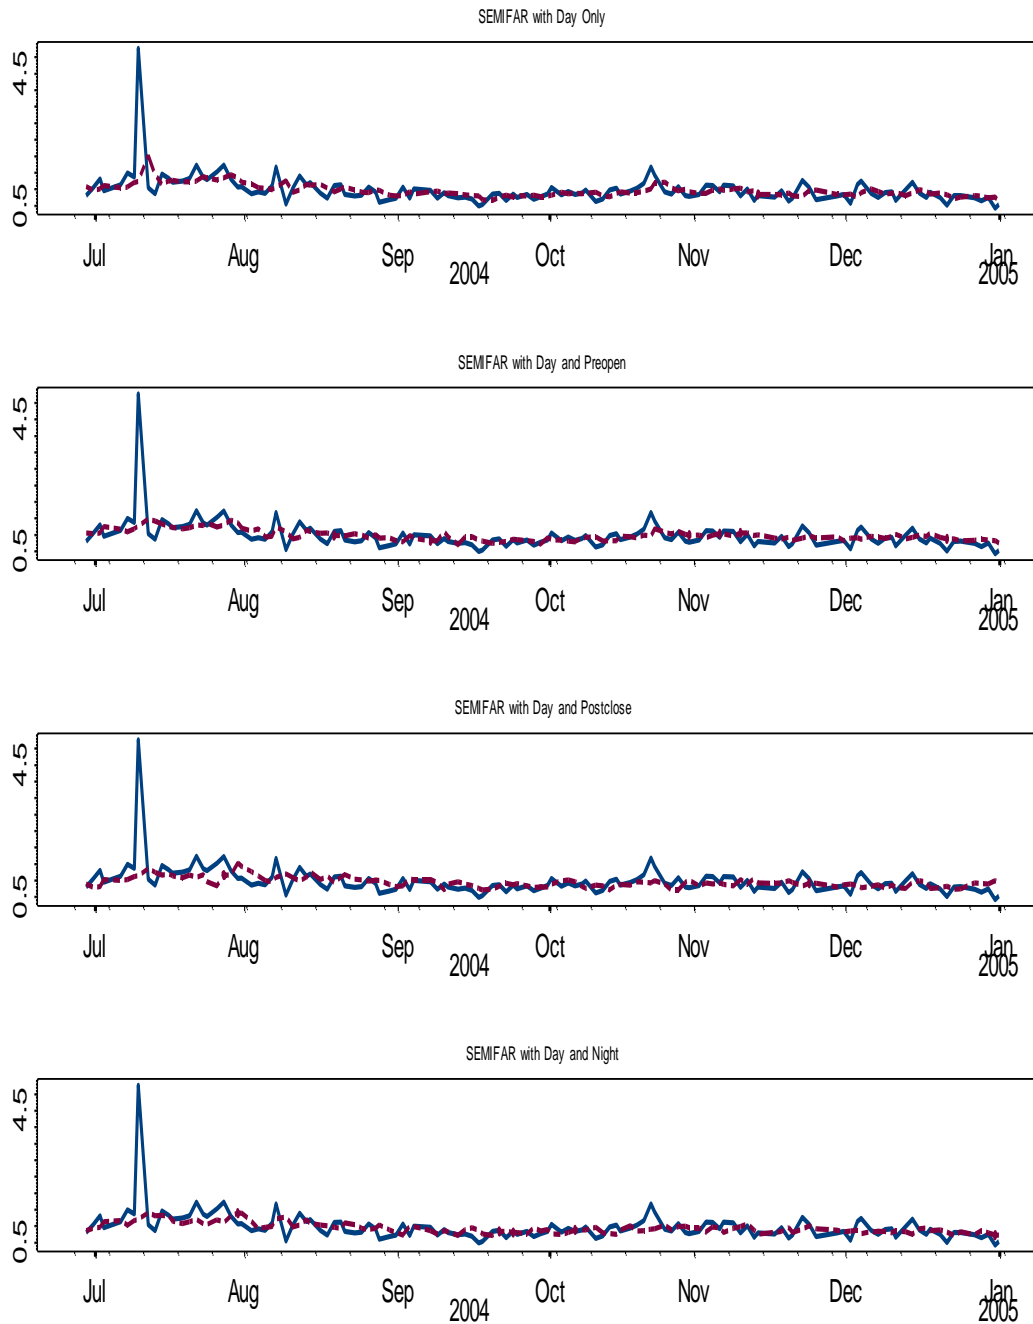 SEMIFAR with Day Only
4.5
0.5
Jul Aug Sep Oct Nov Dec Jan
2004 2005
SEMIFAR with Day and Preopen
4.5
0.5
Jul Aug Sep Oct Nov Dec Jan
2004 2005
SEMIFAR with Day and Postclose
4.5
0.5
Jul Aug Sep Oct Nov Dec Jan
2004 2005
SEMIFAR with Day and Night
4.5
0.5
Jul Aug Sep Oct Nov Dec Jan
2004 2005